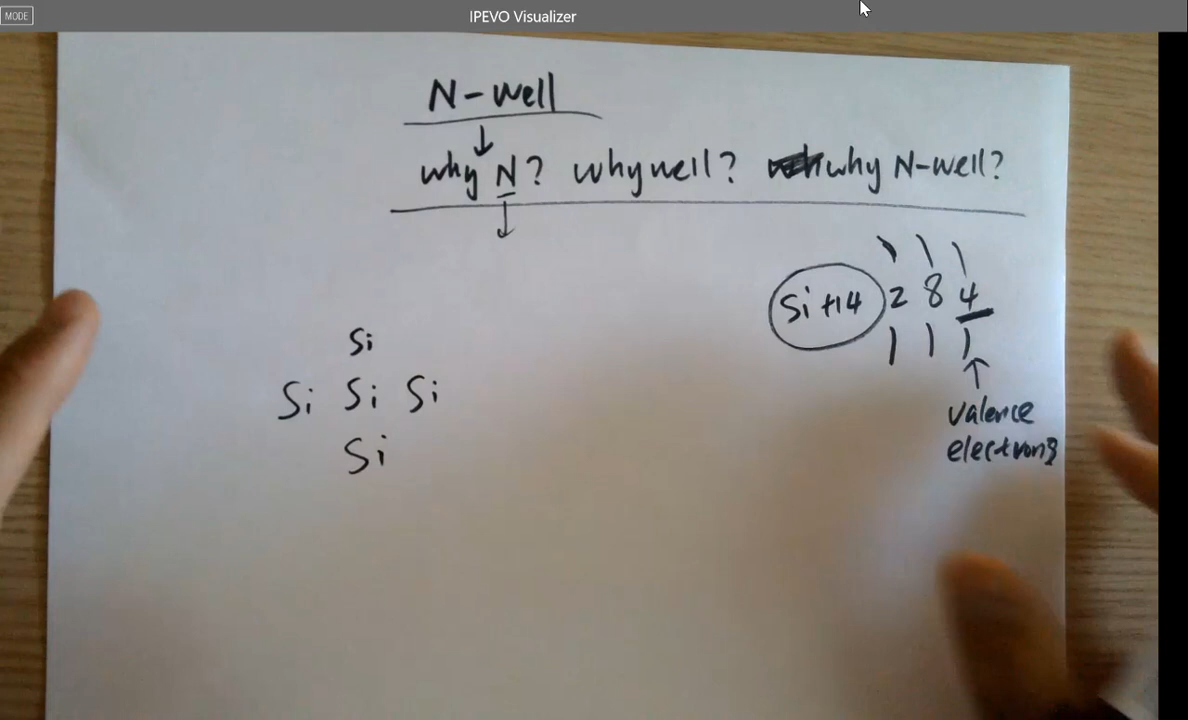 MODE
IPEVO Visualizer
N-well
why N? why well? why N-well?
Si +14 2 8 4
Si
Si Si Si
Si
valence
electrons